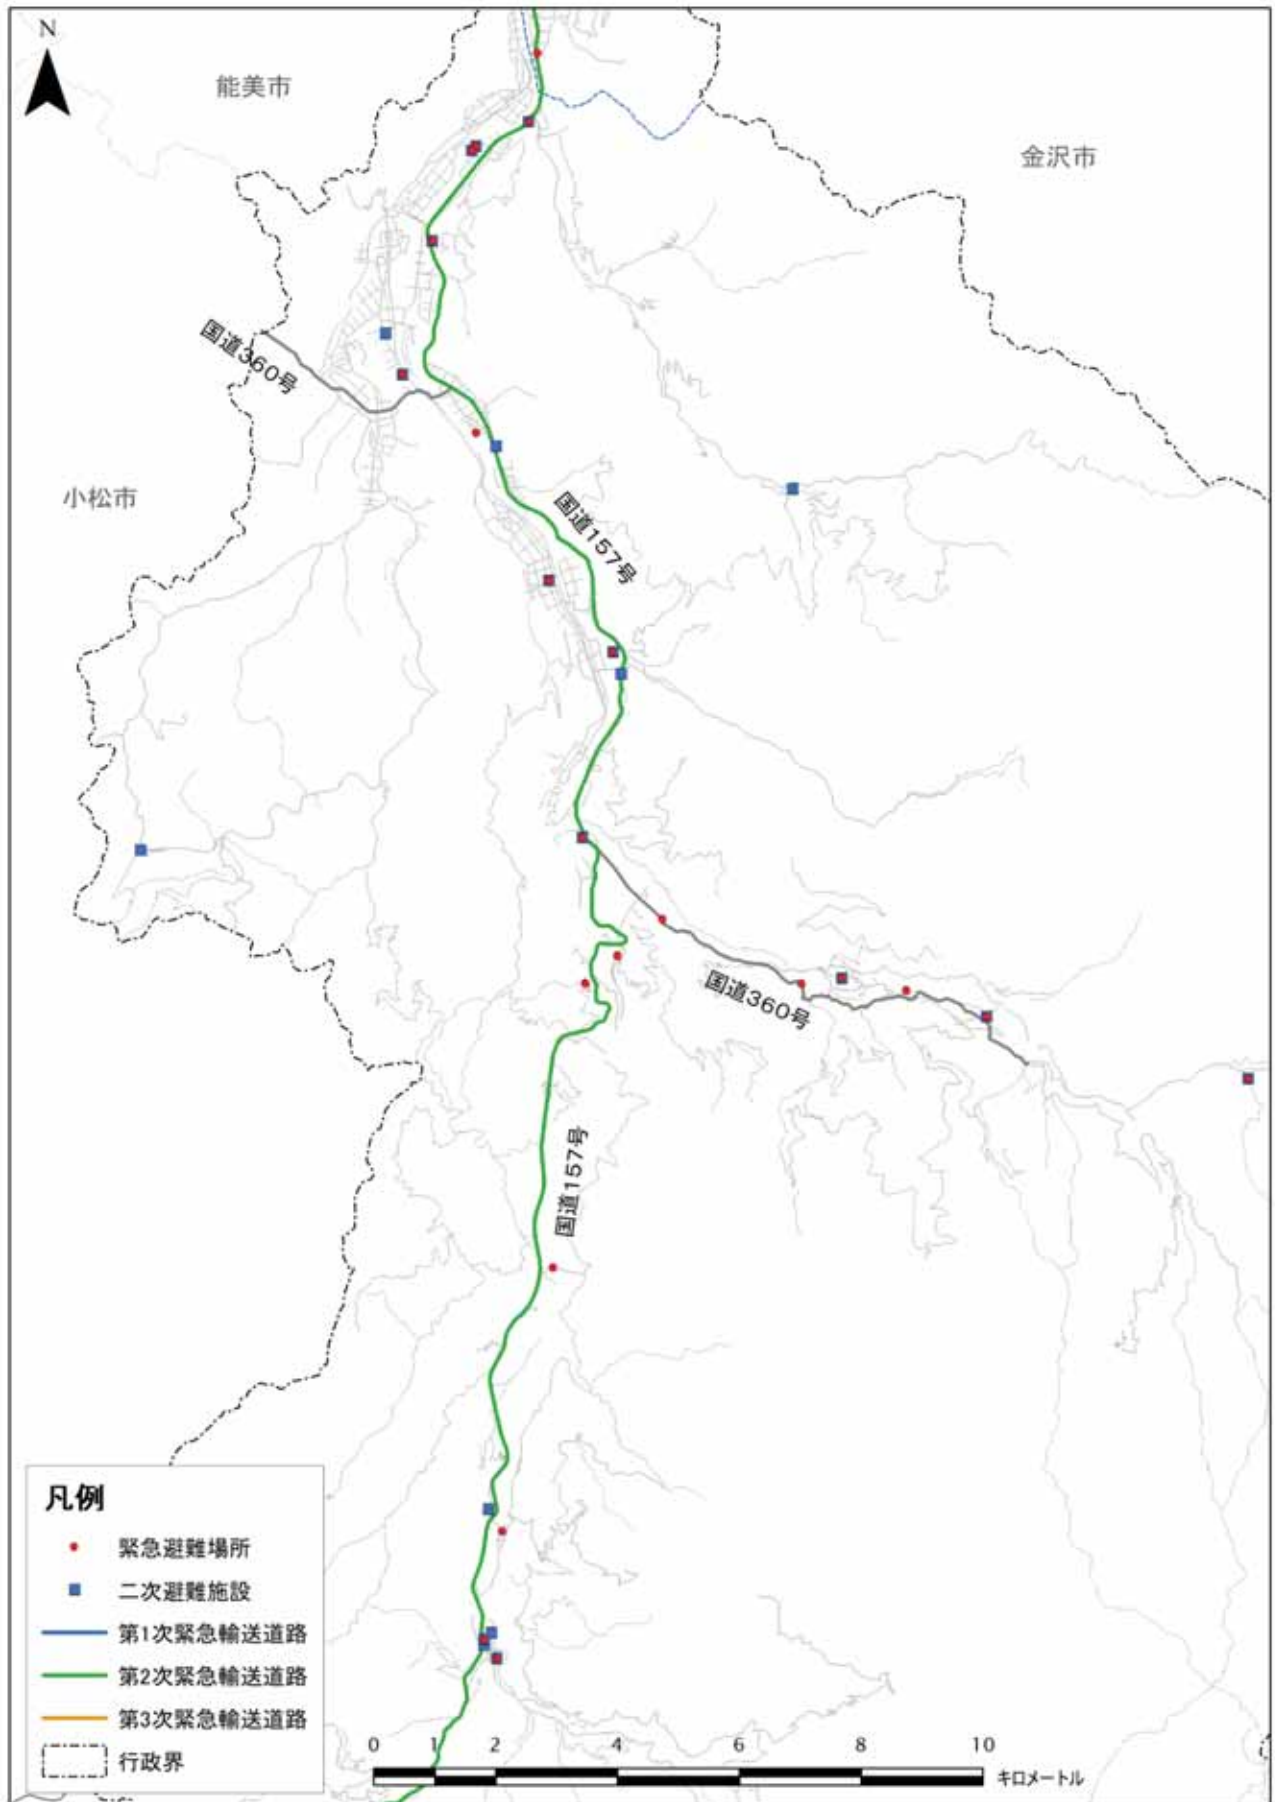 N
能美市
金沢市
国道360号
小松市
国道157号
国道360号
国道157号
凡例
緊急避難場所
二次避難施設
第1次緊急輸送道路
第2次緊急輸送道路
第3次緊急輸送道路
行政界
0 1 2 4 6 8 10
キロメートル